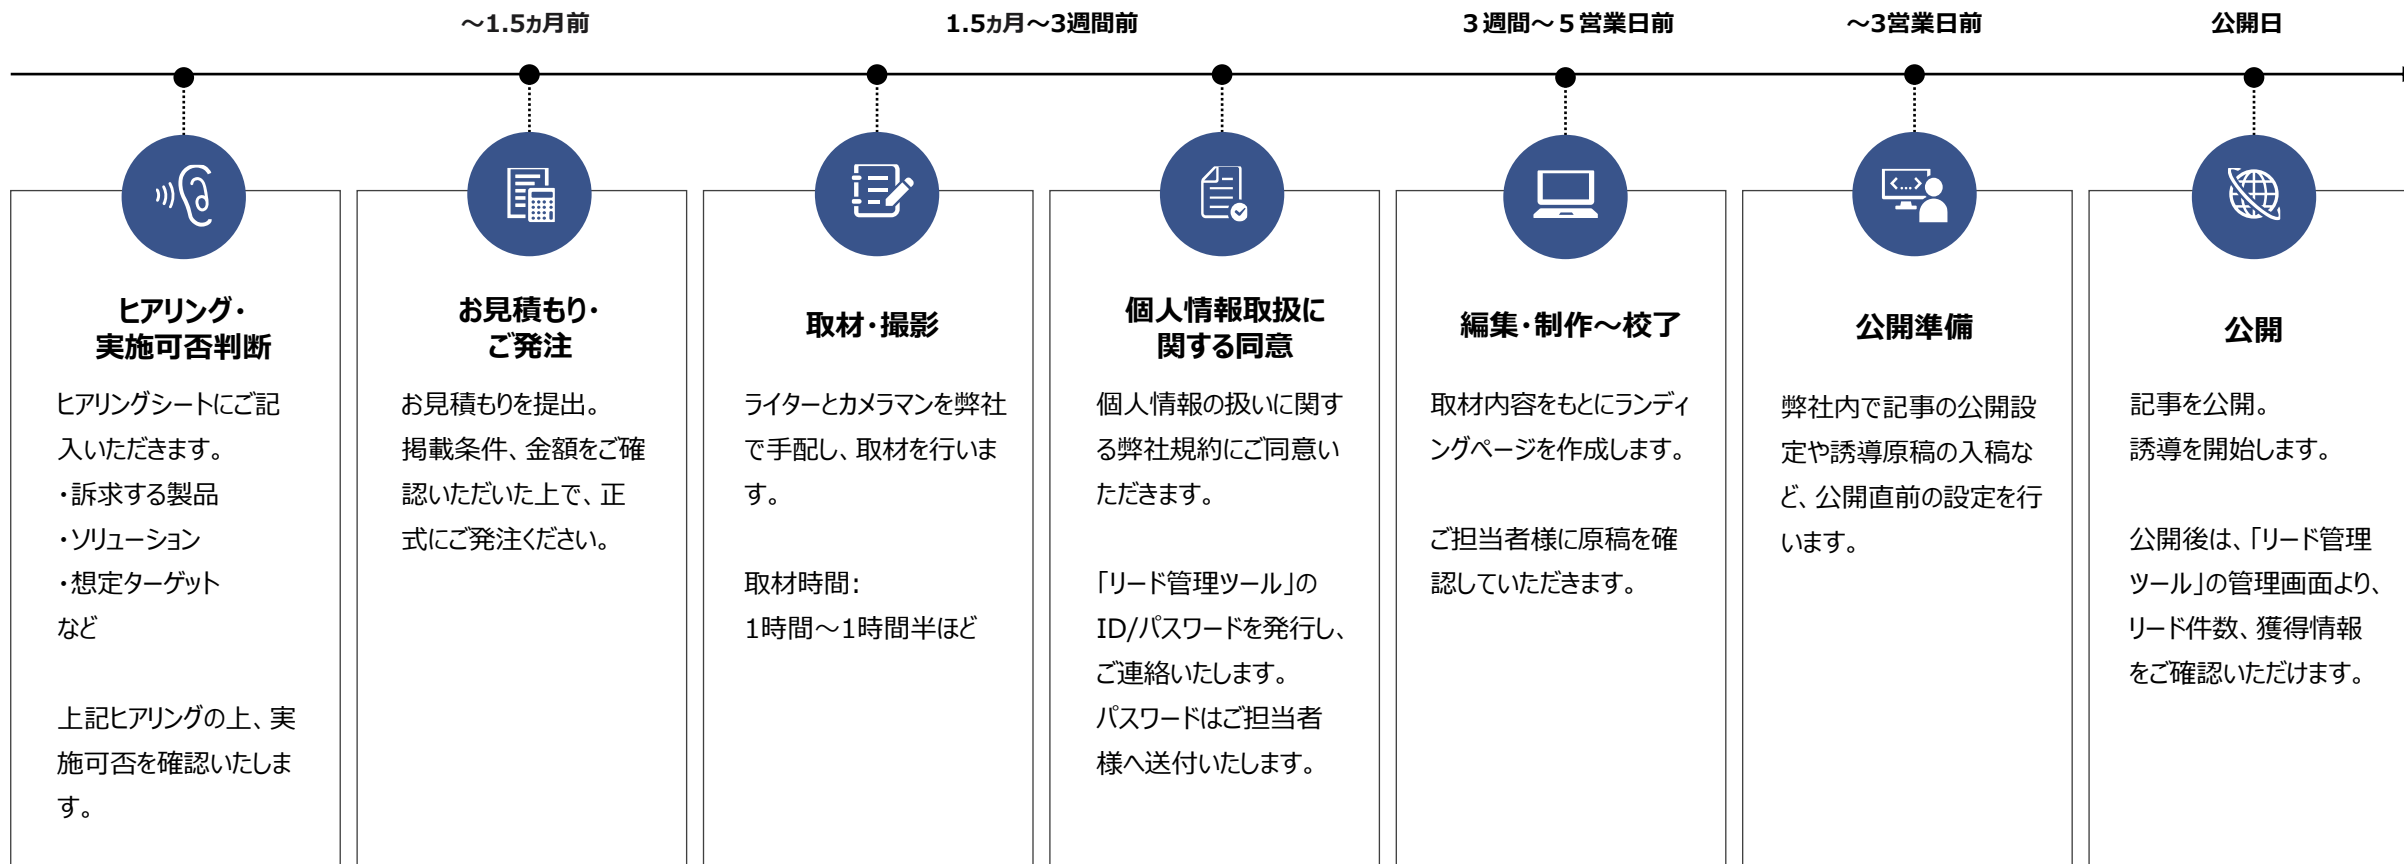 ～1.5ヵ月前
1.5ヵ月～3週間前
３週間～５営業日前
～3営業日前
公開日
ヒアリング・
実施可否判断
ヒアリングシートにご記
入いただきます。
・訴求する製品
・ソリューション
・想定ターゲット
など
上記ヒアリングの上、実
施可否を確認いたしま
す。
お見積もり・
ご発注
お見積もりを提出。
掲載条件、金額をご確
認いただいた上で、正
式にご発注ください。
取材・撮影
ライターとカメラマンを弊社
で手配し、取材を行いま
す。
取材時間：
1時間～1時間半ほど
個人情報取扱に
関する同意
個人情報の扱いに関す
る弊社規約にご同意い
ただきます。
「リード管理ツール」の
ID/パスワードを発行し、
ご連絡いたします。
パスワードはご担当者
様へ送付いたします。
編集・制作～校了
取材内容をもとにランディ
ングページを作成します。
ご担当者様に原稿を確
認していただきます。
公開準備
弊社内で記事の公開設
定や誘導原稿の入稿な
ど、公開直前の設定を行
います。
公開
記事を公開。
誘導を開始します。
公開後は、「リード管理
ツール」の管理画面より、
リード件数、獲得情報
をご確認いただけます。